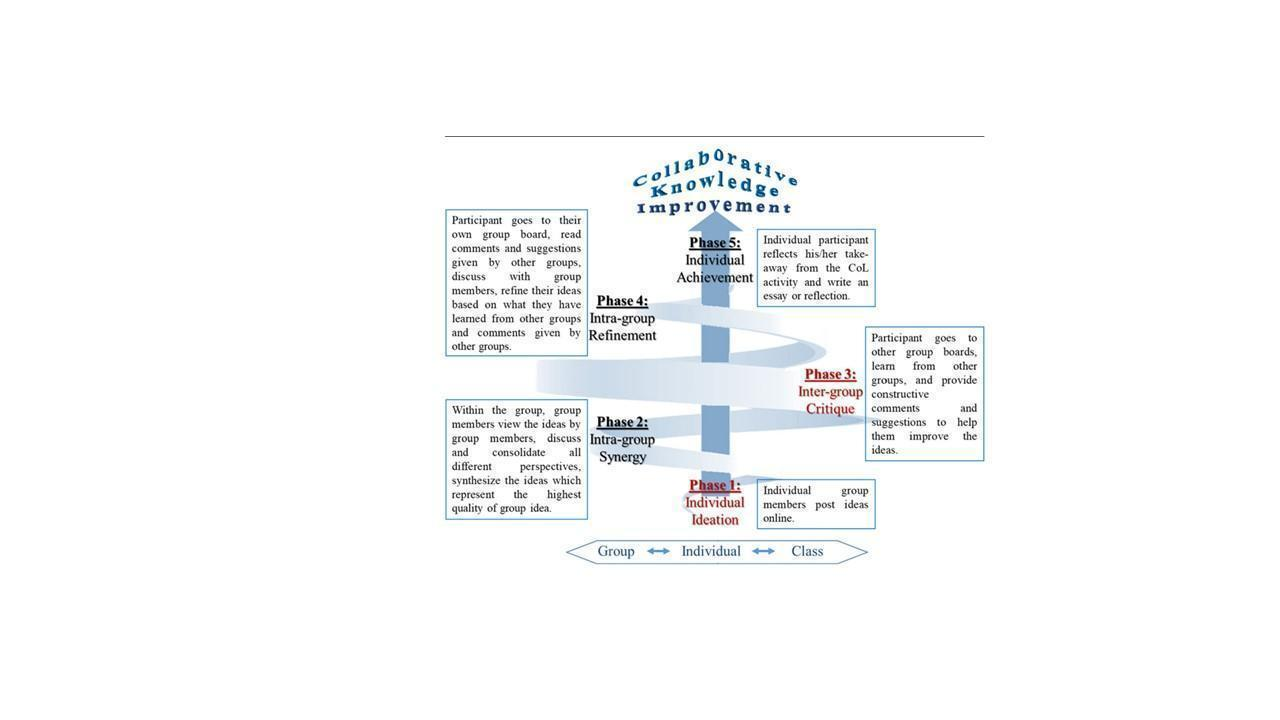 Collab0rative
Knowledge
Improvement
Participant goes to their
own group board, read
comments and suggestions
given by other groups,
discuss with group
members, refine their ideas
based on what they have
learned from other groups
and comments given by
other groups.
Phase 5:
Individual
Achievement
Individual participant
reflects his/her take-
away from the CoL
activity and write an
essay or reflection.
Phase 4:
Intra-group
Refinement
Phase 3:
Inter-group
Critique
Participant goes to
other group boards,
learn from other
groups, and provide
constructive
comments and
suggestions to help
them improve the
ideas.
Within the group, group
members view the ideas by
group members, discuss
and consolidate all
different perspectives,
synthesize the ideas which
represent the highest
quality of group idea.
Phase 2:
Intra-group
Synergy
Phase 1:
Individual
Ideation
Individual group
members post ideas
online.
Group Individual Class